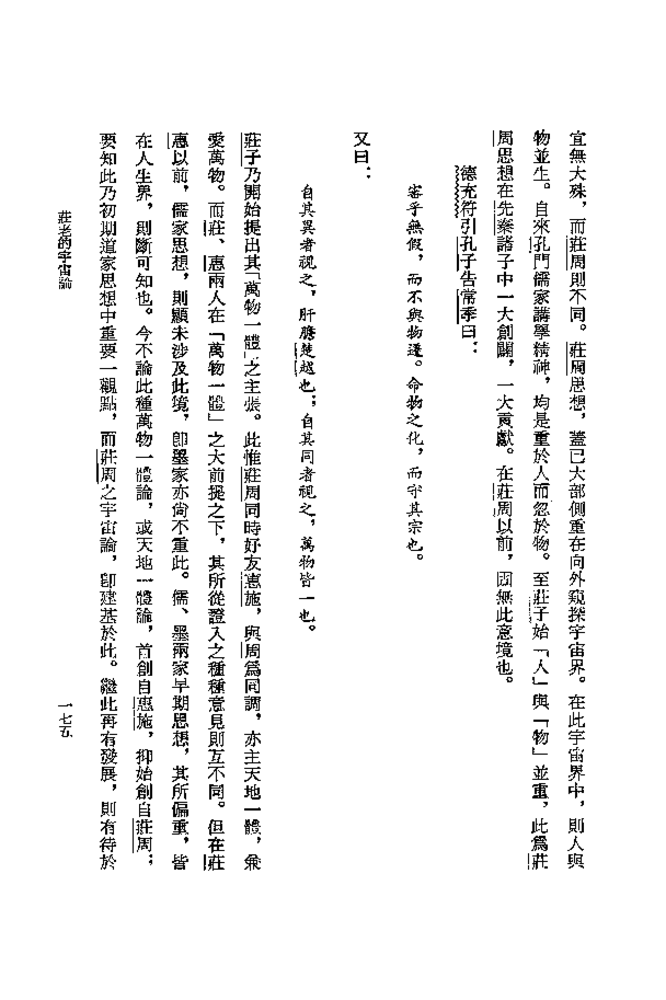 宜無大殊，而莊周則不同。莊周思想，蓋已大部側重在向外窺探宇宙界。在此宇宙界中，則人與
物並生。自來孔門儒家講學精神，均是重於人而忽於物。至莊子始「人」與「物」並重，此為莊
周思想在先秦諸子中一大創闢，一大貢獻。在莊周以前，固無此意境也。
德充符引孔子告常季曰：
審乎無假，而不與物遷。命物之化，而守其宗也。
又曰：
自其異者視之，肝膽楚越也；自其同者視之，萬物皆一也。
莊子乃開始提出其「萬物一體」之主張。此惟莊周同時好友惠施，與周為同調，亦主天地一體，兼
愛萬物。而莊、惠兩人在「萬物一體」之大前提之下，其所從證入之種種意見則互不同。但在莊
惠以前，儒家思想，則顯未涉及此境，卽墨家亦尚不重此。儒、墨兩家早期思想，其所偏重，皆
在人生界，則斷可知也。今不論此種萬物一體論，或天地一體論，首創自惠施，抑始創自莊周；
要知此乃初期道家思想中重要一觀點，而莊周之宇宙論，卽建基於此。繼此再有發展，則有待於
莊老的宇宙論
一七五